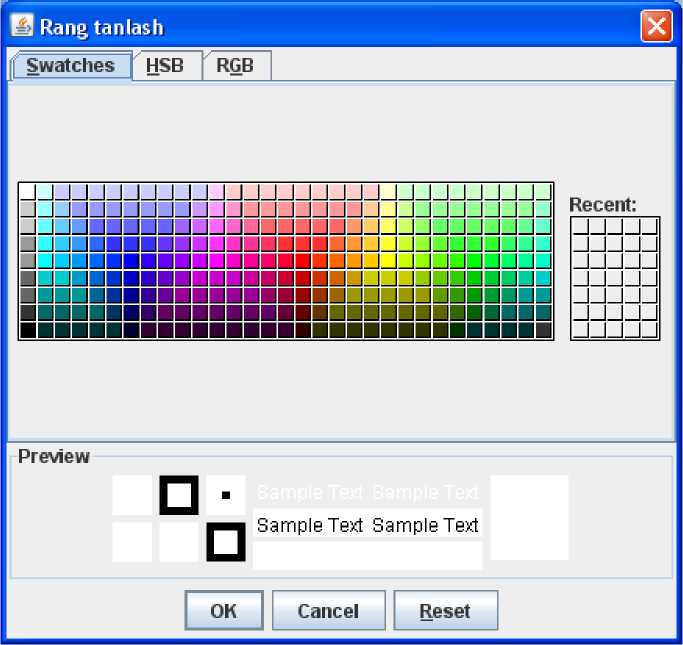 Rang tanlash
Swatches HSB RGB
Recent:
Preview
Sample Text Sample Text
Sample Text Sample Text
OK Cancel Reset